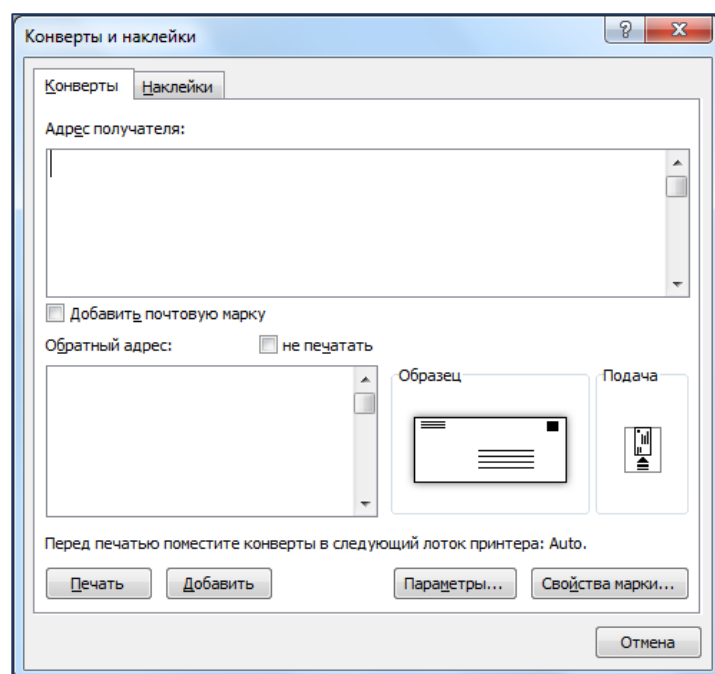 Конверты и наклейки
Конверты Наклейки
Адрес получателя:
Добавить почтовую марку
Обратный адрес: не печатать
Образец Подача
Перед печатью поместите конверты в следующий лоток принтера: Auto.
Печать Добавить Параметры... Свойства марки...
Отмена